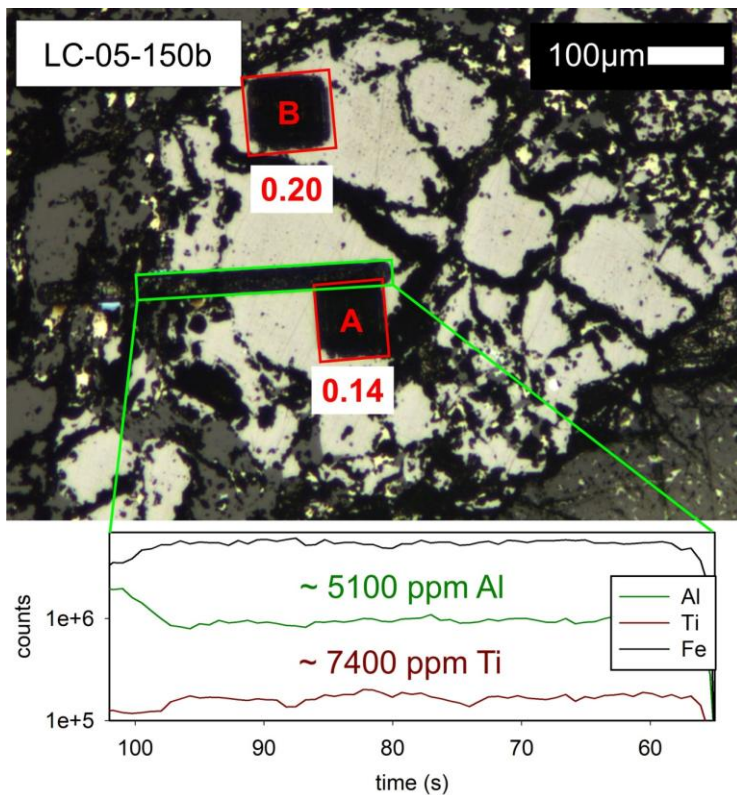 LC-05-150b
100µm
B
0.20
A
0.14
~ 5100 ppm Al
~ 7400 ppm Ti
Al
Ti
Fe
counts
1e+6
1e+5
100
90
80
70
60
time (s)